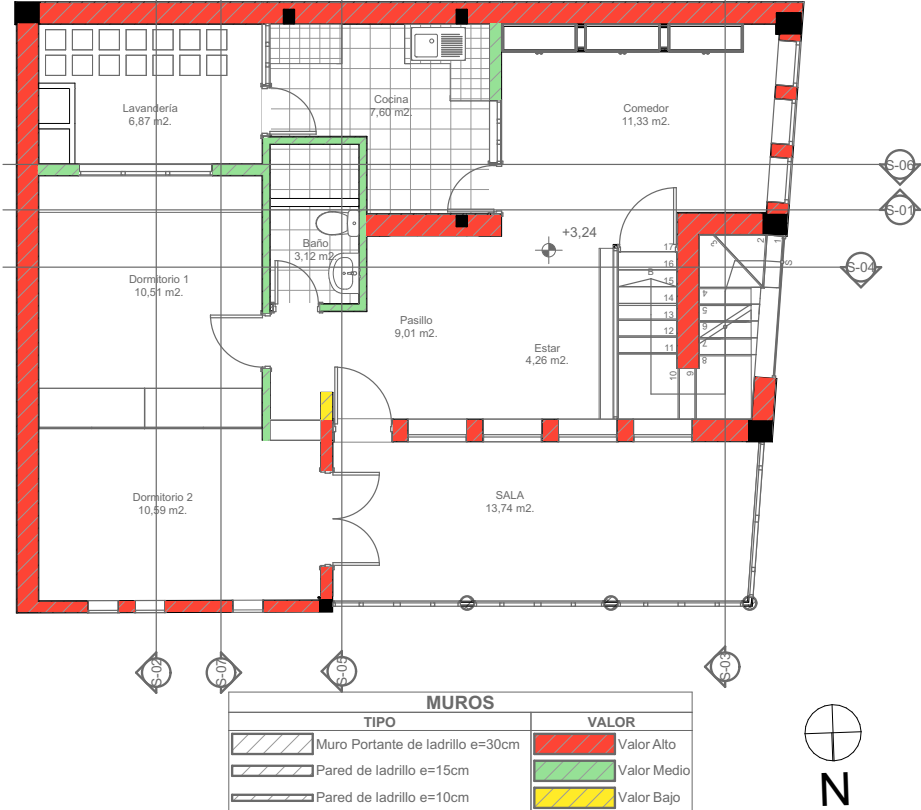 Lavandería
6,87 m2.
Cocina
7,60 m2.
Comedor
11,33 m2.
S-06
S-01
+3,24
Baño
3,12 m2
S-04
Dormitorio 1
10,51 m2.
Pasillo
9,01 m2.
Estar
4,26 m2.
17
16
B
15
14
13
12
11
10
9
8
7
6
5
4
3
2
1
S
Dormitorio 2
10,59 m2.
SALA
13,74 m2.
S-02
S-07
S-05
S-03
MUROS
TIPO
VALOR
Muro Portante de ladrillo e=30cm
Valor Alto
Pared de ladrillo e=15cm
Valor Medio
Pared de ladrillo e=10cm
Valor Bajo
N